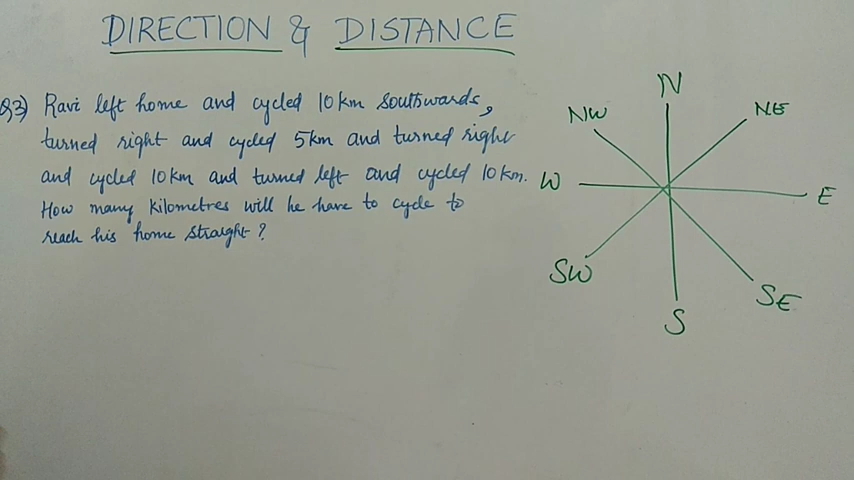 DIRECTION & DISTANCE
Q3) Ravi left home and cycled 10 km Southwards,
turned right and cycled 5km and turned right
and cycled 10 km and turned left and cycled 10 km.
How many kilometres will he have to cycle to
reach his home straight?
N
NW
NE
W
E
SW
SE
S